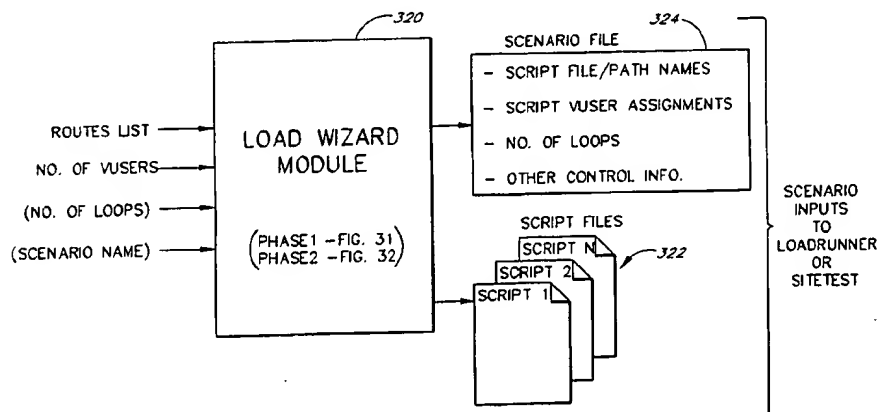 320
ROUTES LIST
NO. OF VUSERS
(NO. OF LOOPS)
(SCENARIO NAME)
LOAD WIZARD
MODULE
(PHASE1 -FIG. 31)
(PHASE2 -FIG. 32)
SCENARIO FILE
324
- SCRIPT FILE/PATH NAMES
- SCRIPT VUSER ASSIGNMENTS
- NO. OF LOOPS
- OTHER CONTROL INFO.
SCRIPT FILES
SCRIPT N
SCRIPT 2
SCRIPT 1
322
SCENARIO
INPUTS
TO
LOADRUNNER
OR
SITETEST